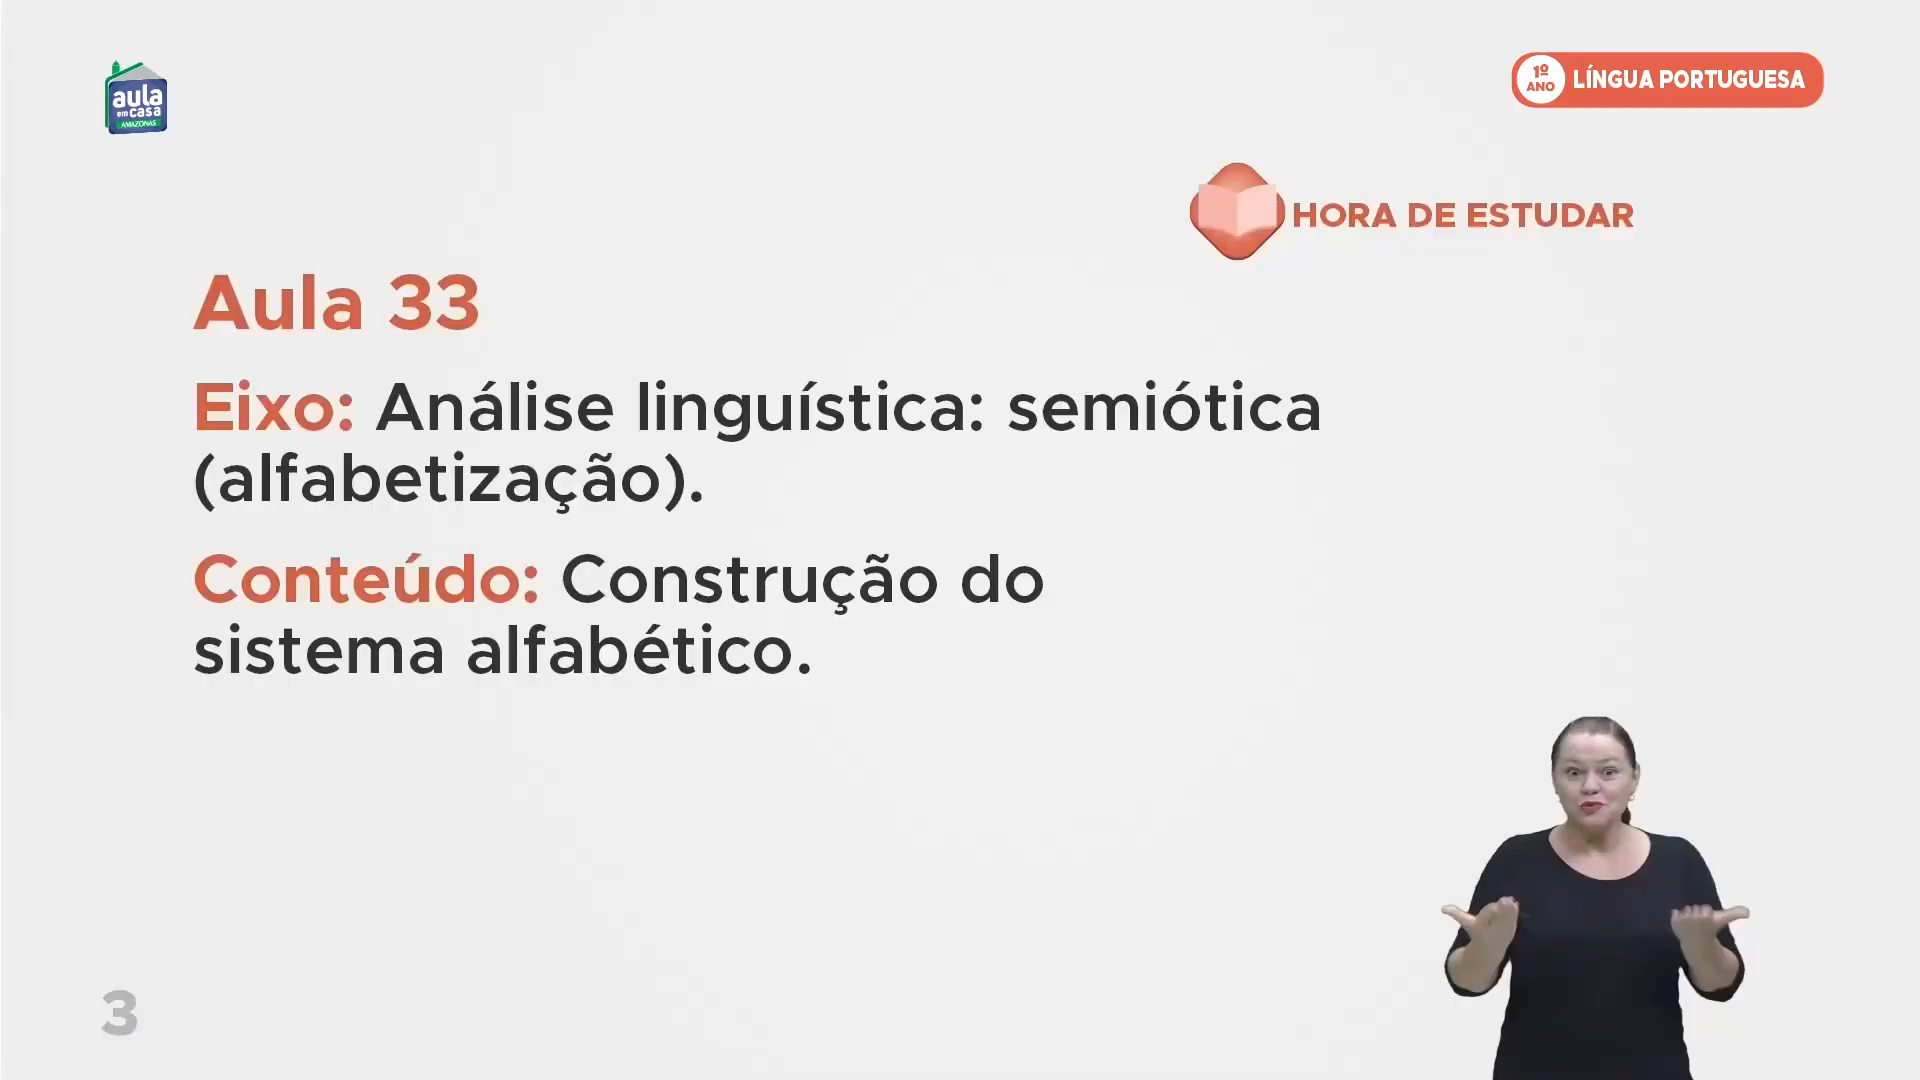 aula
em casa
AMAZONAS
1º
ANO
LÍNGUA PORTUGUESA
HORA DE ESTUDAR
Aula 33
Eixo: Análise linguística: semiótica
(alfabetização).
Conteúdo: Construção do
sistema alfabético.
3